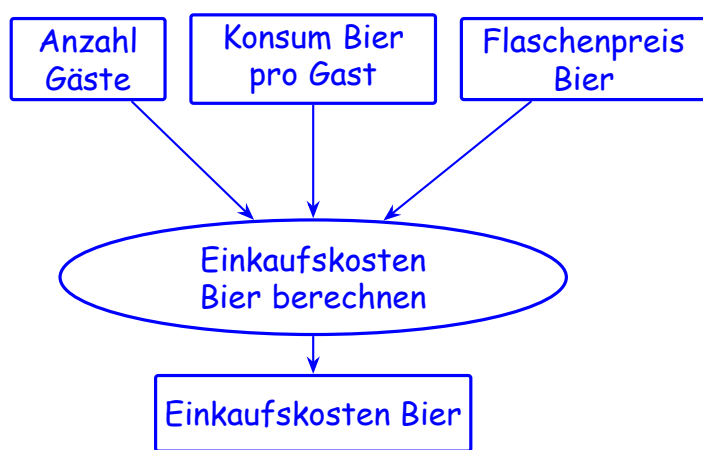 Anzahl
Gäste
Konsum Bier
pro Gast
Flaschenpreis
Bier
Einkaufskosten
Bier berechnen
Einkaufskosten Bier